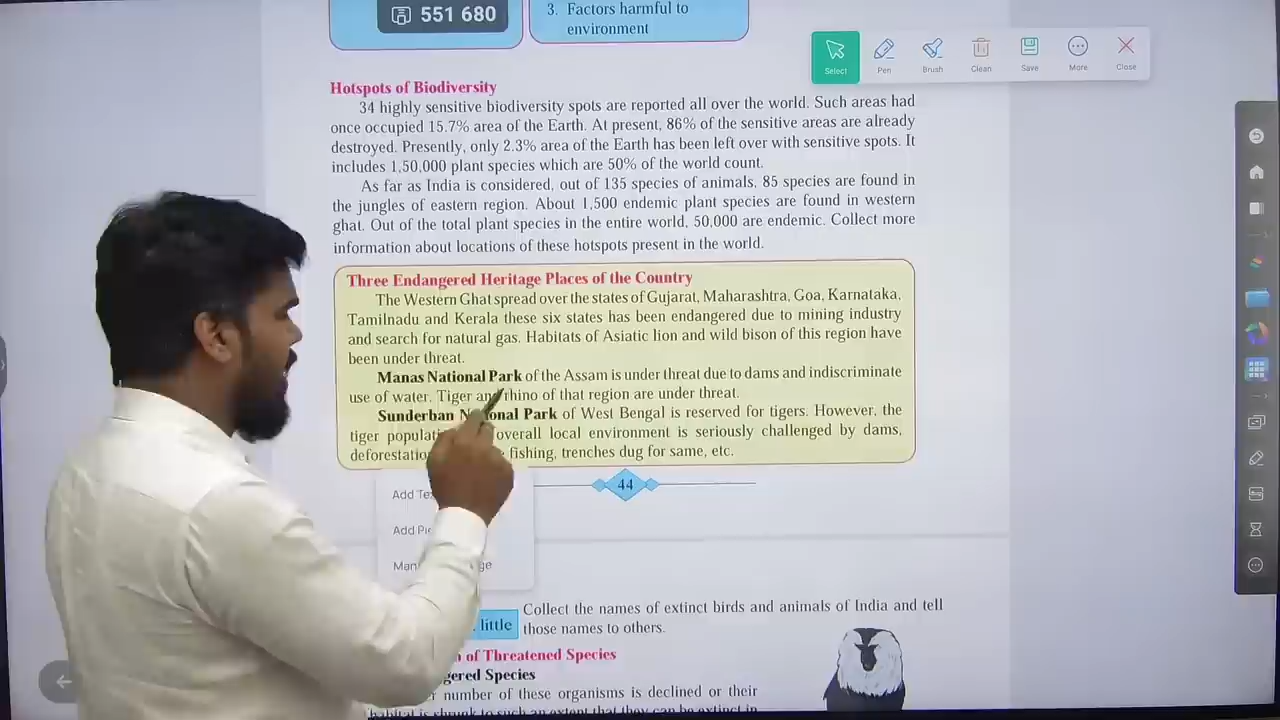 551 680
3. Factors harmful to
environment
Select
Pen
Brush
Clean
Save
More
Close
Hotspots of Biodiversity
34 highly sensitive biodiversity spots are reported all over the world. Such areas had
once occupied 15.7% area of the Earth. At present, 86% of the sensitive areas are already
destroyed. Presently, only 2.3% area of the Earth has been left over with sensitive spots. It
includes 1,50,000 plant species which are 50% of the world count.
As far as India is considered, out of 135 species of animals, 85 species are found in
the jungles of eastern region. About 1,500 endemic plant species are found in western
ghat. Out of the total plant species in the entire world, 50,000 are endemic. Collect more
information about locations of these hotspots present in the world.
Three Endangered Heritage Places of the Country
The Western Ghat spread over the states of Gujarat, Maharashtra, Goa, Karnataka,
Tamilnadu and Kerala these six states has been endangered due to mining industry
and search for natural gas. Habitats of Asiatic lion and wild bison of this region have
been under threat.
Manas National Park of the Assam is under threat due to dams and indiscriminate
use of water. Tiger and rhino of that region are under threat.
Sunderban National Park of West Bengal is reserved for tigers. However, the
tiger overall local environment is seriously challenged by dams,
fishing, trenches dug for same, etc.
44
Add
Add
Collect the names of extinct birds and animals of India and tell
little those names to others.
of Threatened Species
Species
number of these organisms is declined or their
habitat is shrunk to such an extent that they can be extinct in